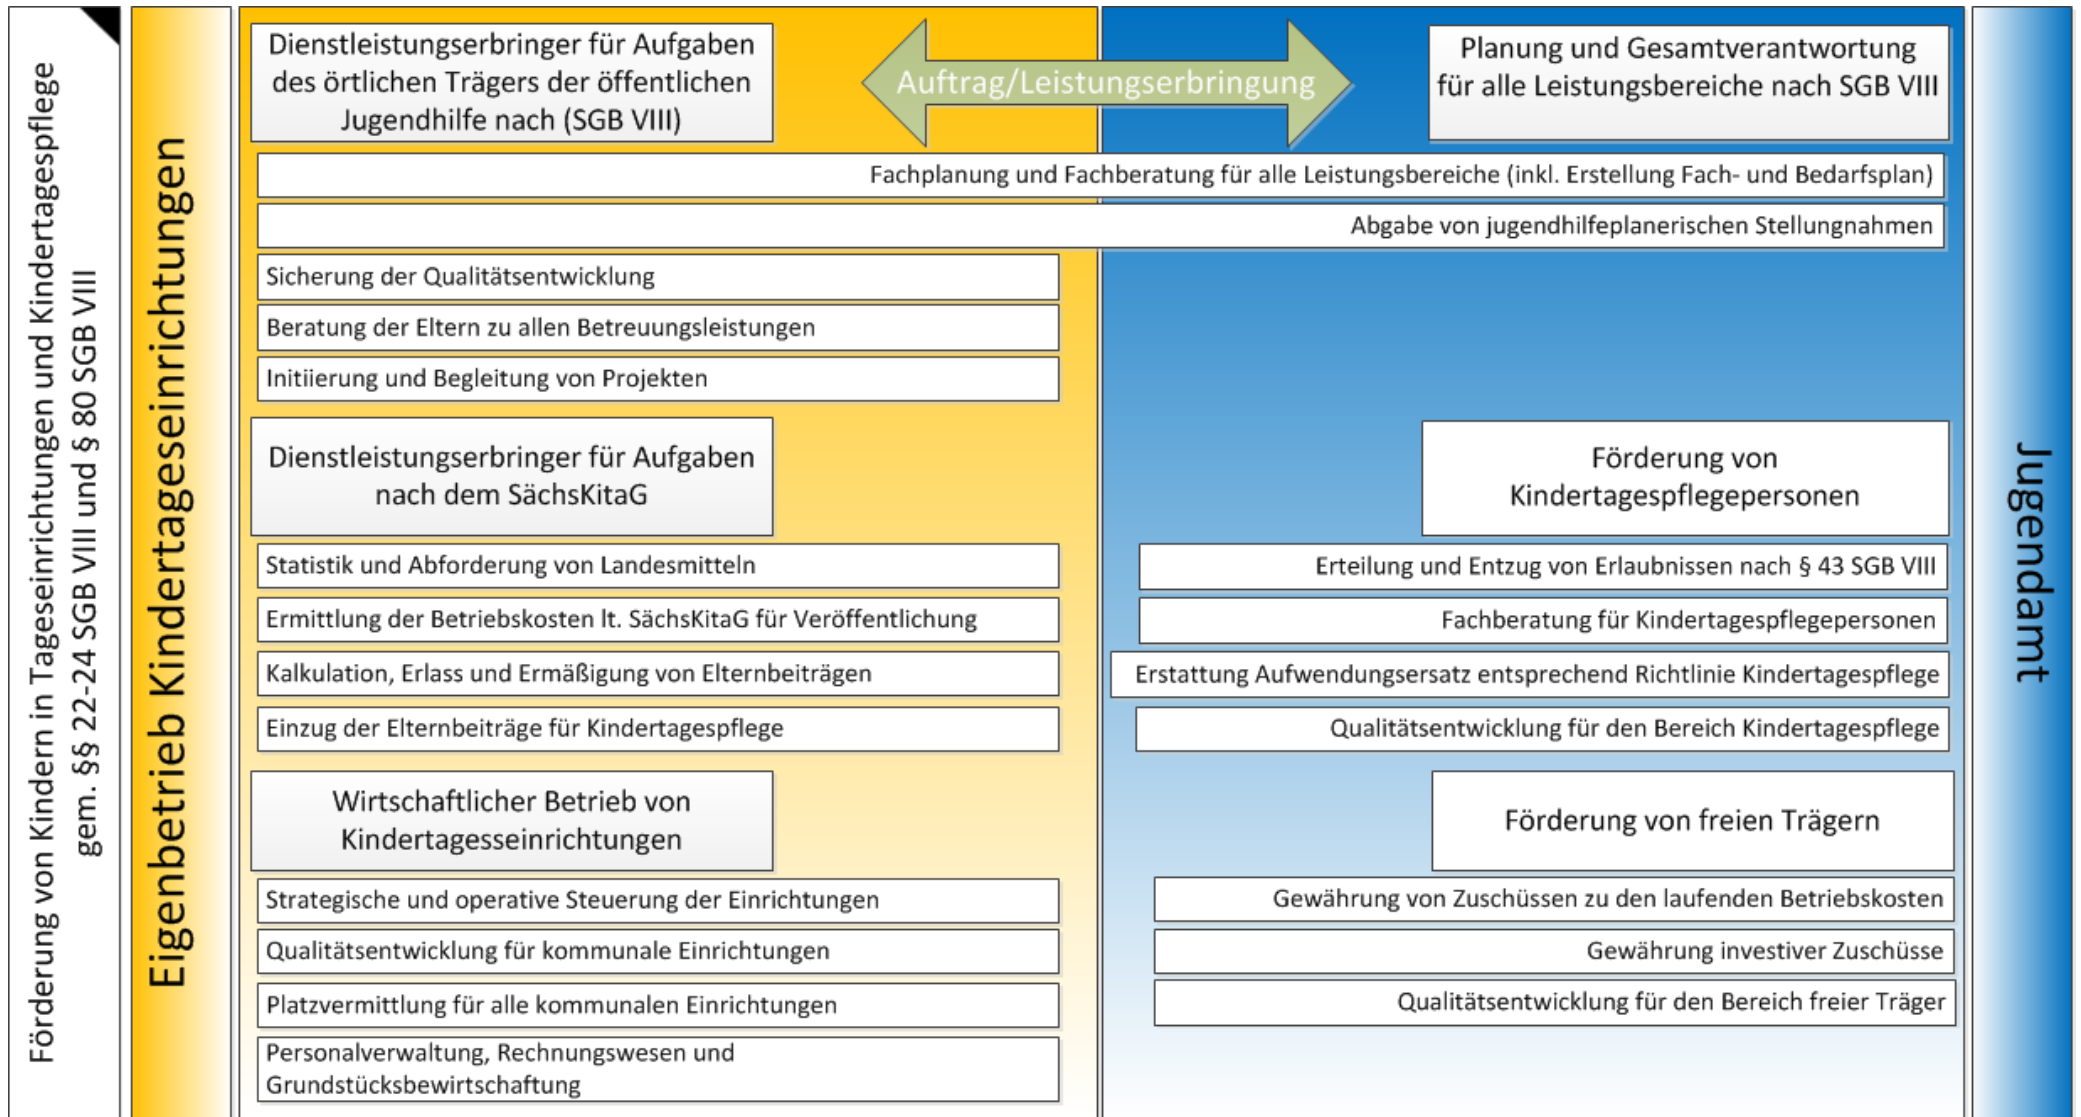 Förderung von Kindern in Tageseinrichtungen und Kindertagespflege
gem. §§ 22-24 SGB VIII und § 80 SGB VIII
Eigenbetrieb Kindertageseinrichtungen
Dienstleistungserbringer für Aufgaben
des örtlichen Trägers der öffentlichen
Jugendhilfe nach (SGB VIII)
Auftrag/Leistungserbringung
Planung und Gesamtverantwortung
für alle Leistungsbereiche nach SGB VIII
Fachplanung und Fachberatung für alle Leistungsbereiche (inkl. Erstellung Fach- und Bedarfsplan)
Abgabe von jugendhilfeplanerischen Stellungnahmen
Sicherung der Qualitätsentwicklung
Beratung der Eltern zu allen Betreuungsleistungen
Initiierung und Begleitung von Projekten
Dienstleistungserbringer für Aufgaben
nach dem SächsKitaG
Statistik und Abforderung von Landesmitteln
Ermittlung der Betriebskosten lt. SächsKitaG für Veröffentlichung
Kalkulation, Erlass und Ermäßigung von Elternbeiträgen
Einzug der Elternbeiträge für Kindertagespflege
Wirtschaftlicher Betrieb von
Kindertagesseinrichtungen
Strategische und operative Steuerung der Einrichtungen
Qualitätsentwicklung für kommunale Einrichtungen
Platzvermittlung für alle kommunalen Einrichtungen
Personalverwaltung, Rechnungswesen und
Grundstücksbewirtschaftung
Förderung von
Kindertagespflegepersonen
Erteilung und Entzug von Erlaubnissen nach § 43 SGB VIII
Fachberatung für Kindertagespflegepersonen
Erstattung Aufwendungsersatz entsprechend Richtlinie Kindertagespflege
Qualitätsentwicklung für den Bereich Kindertagespflege
Förderung von freien Trägern
Gewährung von Zuschüssen zu den laufenden Betriebskosten
Gewährung investiver Zuschüsse
Qualitätsentwicklung für den Bereich freier Träger
Jugendamt